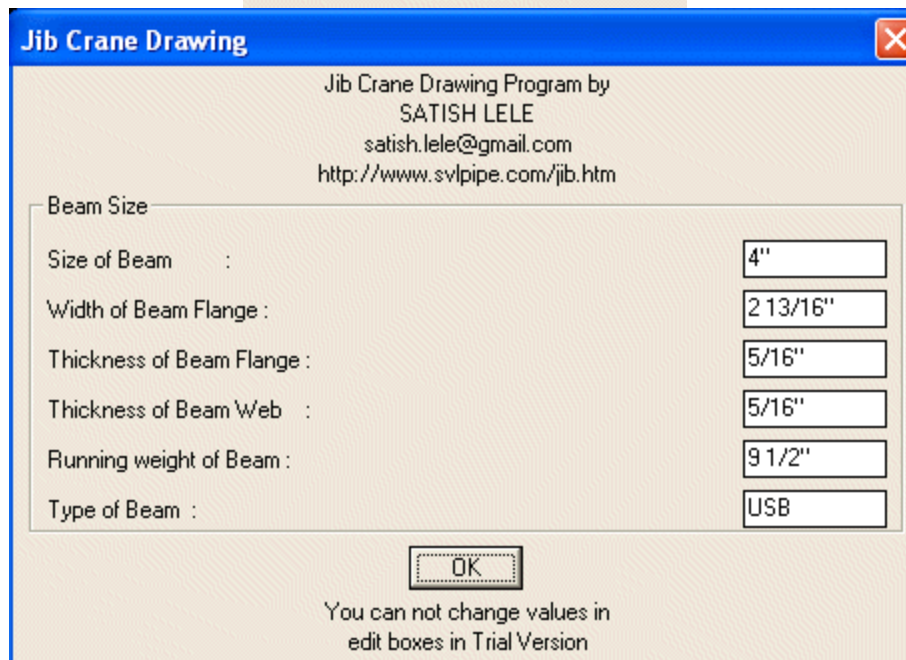 Jib Crane Drawing
Jib Crane Drawing Program by
SATISH LELE
satish.lele@gmail.com
http://www.svlpipe.com/jib.htm
Beam Size
Size of Beam : 4"
Width of Beam Flange : 2 13/16"
Thickness of Beam Flange : 5/16"
Thickness of Beam Web : 5/16"
Running weight of Beam : 9 1/2"
Type of Beam : USB
OK
You can not change values in
edit boxes in Trial Version